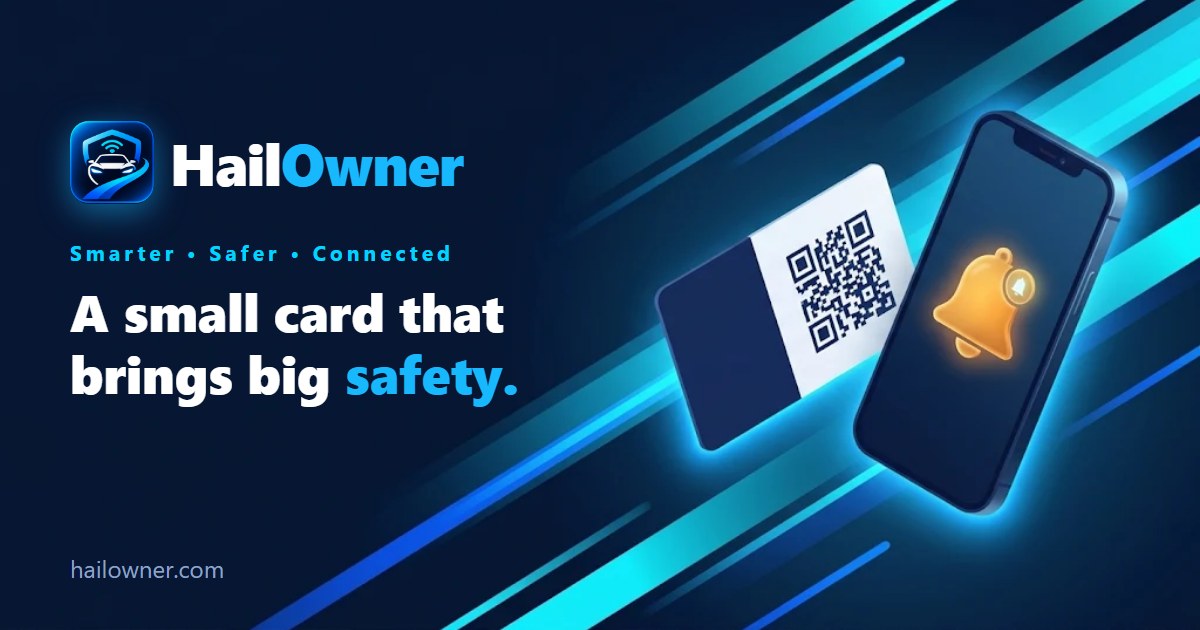 HailOwner
Smarter • Safer • Connected
A small card that
brings big safety.
hailowner.com